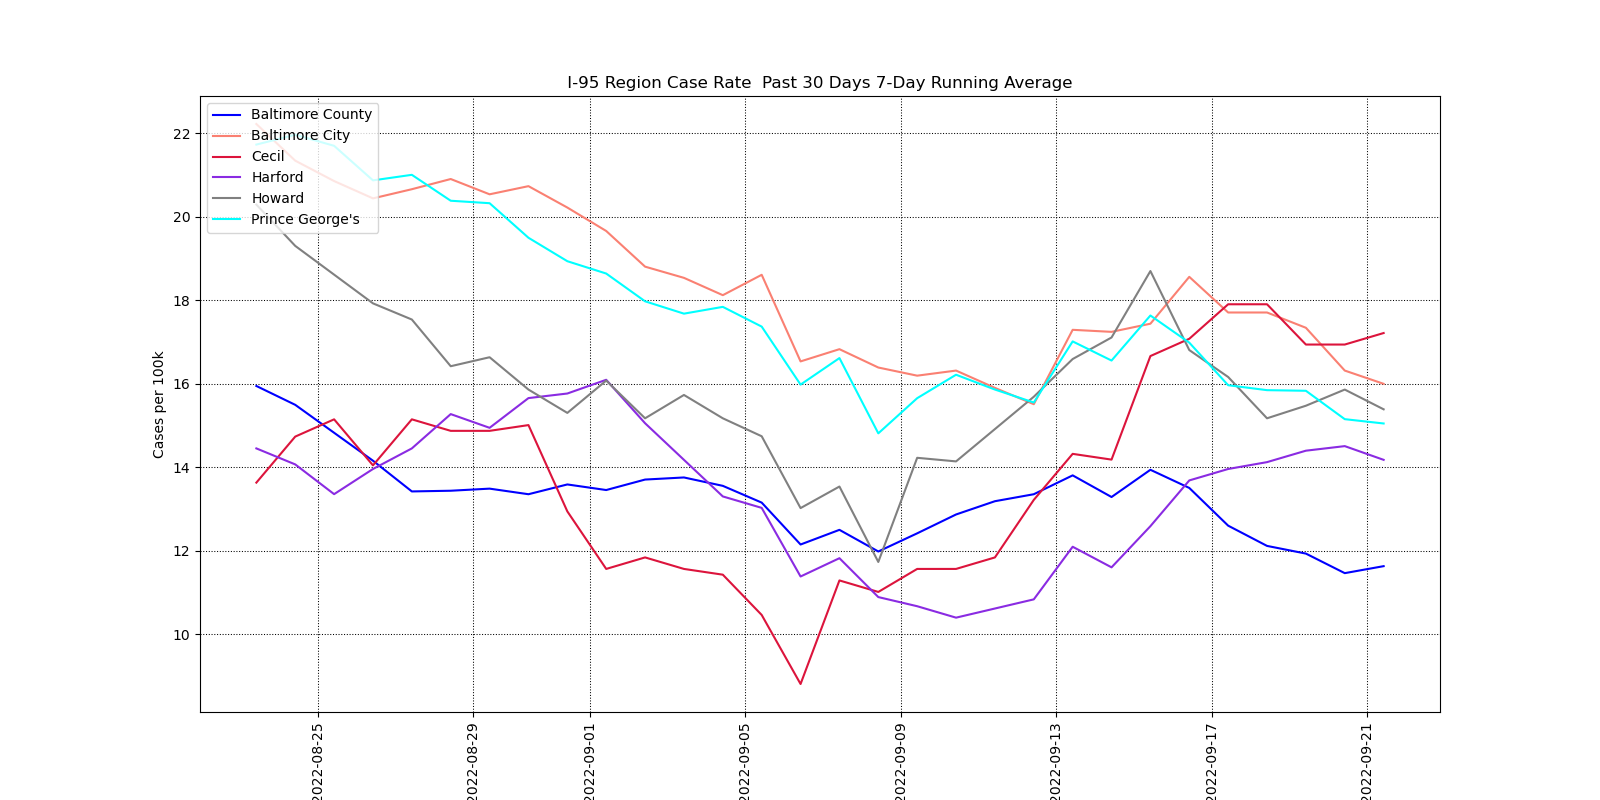 I-95 Region Case Rate  Past 30 Days 7-Day Running Average
Baltimore County
Baltimore City
Cecil
Harford
Howard
Prince George's
Cases per 100k
22
20
18
16
14
12
10
2022-08-25
2022-08-29
2022-09-01
2022-09-05
2022-09-09
2022-09-13
2022-09-17
2022-09-21